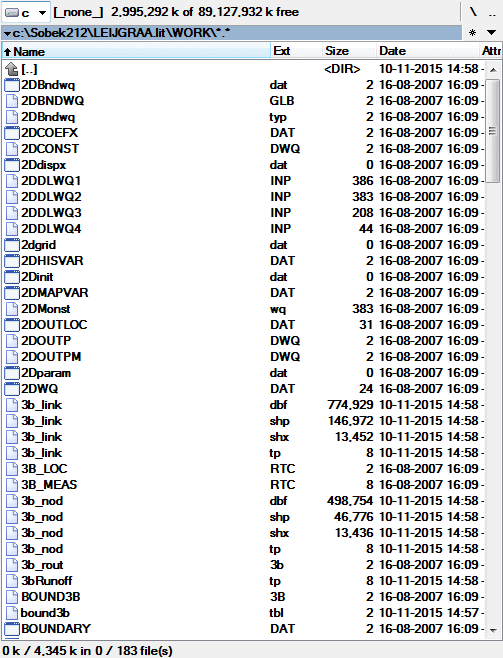 c [_none_] 2,995,292 k of 89,127,932 k free \ ..
c:\Sobek212\LEIJGRAA.lit\WORK\*.* * 
Name Ext Size Date Attr
[..] <DIR> 10-11-2015 14:58 -
2DBndwq dat 2 16-08-2007 16:09 -
2DBNDWQ GLB 2 16-08-2007 16:09 -
2DBndwq typ 2 16-08-2007 16:09 -
2DCOEFX DAT 2 16-08-2007 16:09 -
2DCONST DWQ 2 16-08-2007 16:09 -
2Ddispx dat 0 16-08-2007 16:09 -
2DDLWQ1 INP 386 16-08-2007 16:09 -
2DDLWQ2 INP 383 16-08-2007 16:09 -
2DDLWQ3 INP 208 16-08-2007 16:09 -
2DDLWQ4 INP 44 16-08-2007 16:09 -
2dgrid dat 0 16-08-2007 16:09 -
2DHISVAR DAT 2 16-08-2007 16:09 -
2Dinit dat 0 16-08-2007 16:09 -
2DMAPVAR DAT 2 16-08-2007 16:09 -
2DMonst wq 383 16-08-2007 16:09 -
2DOUTLOC DAT 31 16-08-2007 16:09 -
2DOUTP DWQ 2 16-08-2007 16:09 -
2DOUTPM DWQ 2 16-08-2007 16:09 -
2Dparam dat 0 16-08-2007 16:09 -
2DWQ DAT 24 16-08-2007 16:09 -
3b_link dbf 774,929 10-11-2015 14:58 -
3b_link shp 146,972 10-11-2015 14:58 -
3b_link shx 13,452 10-11-2015 14:58 -
3b_link tp 8 10-11-2015 14:58 -
3B_LOC RTC 2 16-08-2007 16:09 -
3B_MEAS RTC 8 16-08-2007 16:09 -
3b_nod dbf 498,754 10-11-2015 14:58 -
3b_nod shp 46,776 10-11-2015 14:58 -
3b_nod shx 13,436 10-11-2015 14:58 -
3b_nod tp 8 10-11-2015 14:58 -
3b_rout 3b 2 16-08-2007 16:09 -
3bRunoff tp 8 10-11-2015 14:58 -
BOUND3B 3B 2 16-08-2007 16:09 -
bound3b tbl 2 10-11-2015 14:57 -
BOUNDARY DAT 2 16-08-2007 16:09 -
0 k / 4,345 k in 0 / 183 file(s)